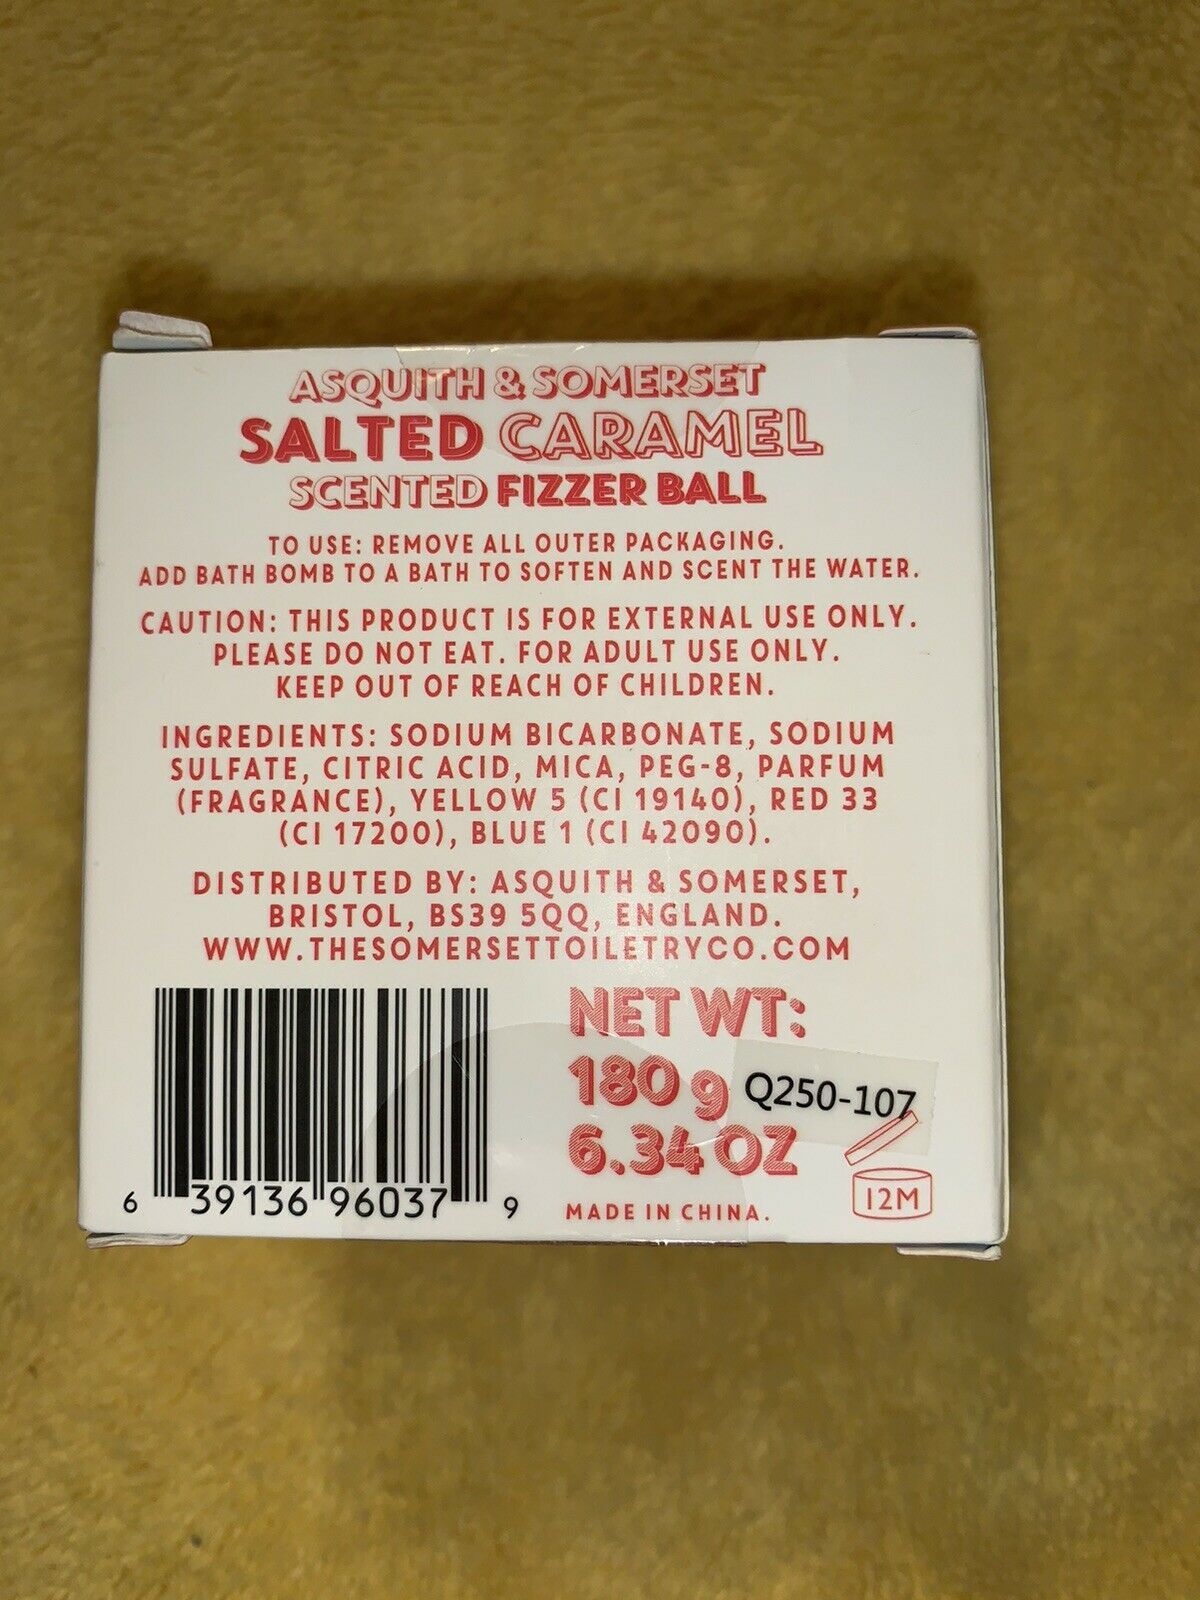 ASQUITH & SOMERSET
SALTED CARAMEL
SCENTED FIZZER BALL
TO USE: REMOVE ALL OUTER PACKAGING.
ADD BATH BOMB TO A BATH TO SOFTEN AND SCENT THE WATER.
CAUTION: THIS PRODUCT IS FOR EXTERNAL USE ONLY.
PLEASE DO NOT EAT. FOR ADULT USE ONLY.
KEEP OUT OF REACH OF CHILDREN.
INGREDIENTS: SODIUM BICARBONATE, SODIUM
SULFATE, CITRIC ACID, MICA, PEG-8, PARFUM
(FRAGRANCE), YELLOW 5 (CI 19140), RED 33
(CI 17200), BLUE 1 (CI 42090).
DISTRIBUTED BY: ASQUITH & SOMERSET,
BRISTOL, BS39 5QQ, ENGLAND.
WWW.THESOMERSETTOILETRYCO.COM
6 39136 96037 9
NET WT:
180 g
6.34 OZ
MADE IN CHINA.
Q250-107
12M